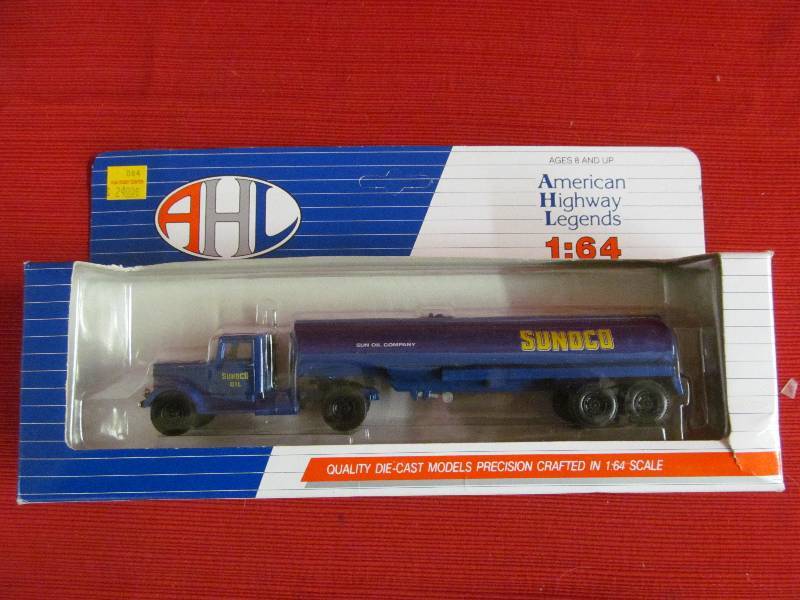 064
AHL
AGES 8 AND UP
American
Highway
Legends
1:64
SUN OIL COMPANY
SUNOCO
SUNOCO
OIL
QUALITY DIE-CAST MODELS PRECISION CRAFTED IN 1:64 SCALE